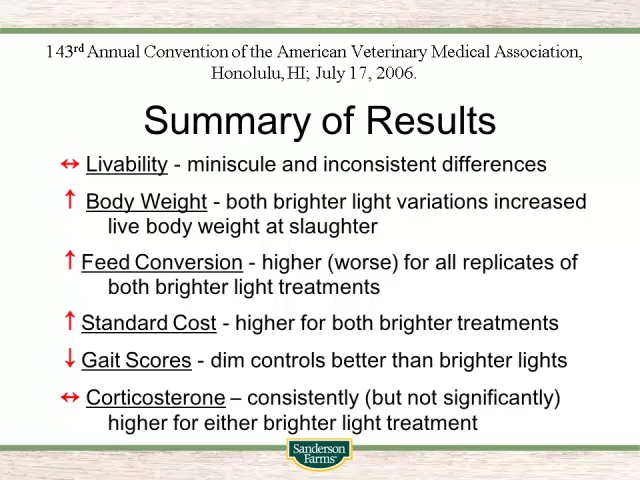 143rd Annual Convention of the American Veterinary Medical Association,
Honolulu, HI; July 17, 2006.
Summary of Results
↔ Livability - miniscule and inconsistent differences
↑ Body Weight - both brighter light variations increased
live body weight at slaughter
↑ Feed Conversion - higher (worse) for all replicates of
both brighter light treatments
↑ Standard Cost - higher for both brighter treatments
↓ Gait Scores - dim controls better than brighter lights
↔ Corticosterone – consistently (but not significantly)
higher for either brighter light treatment
Sanderson
Farms®